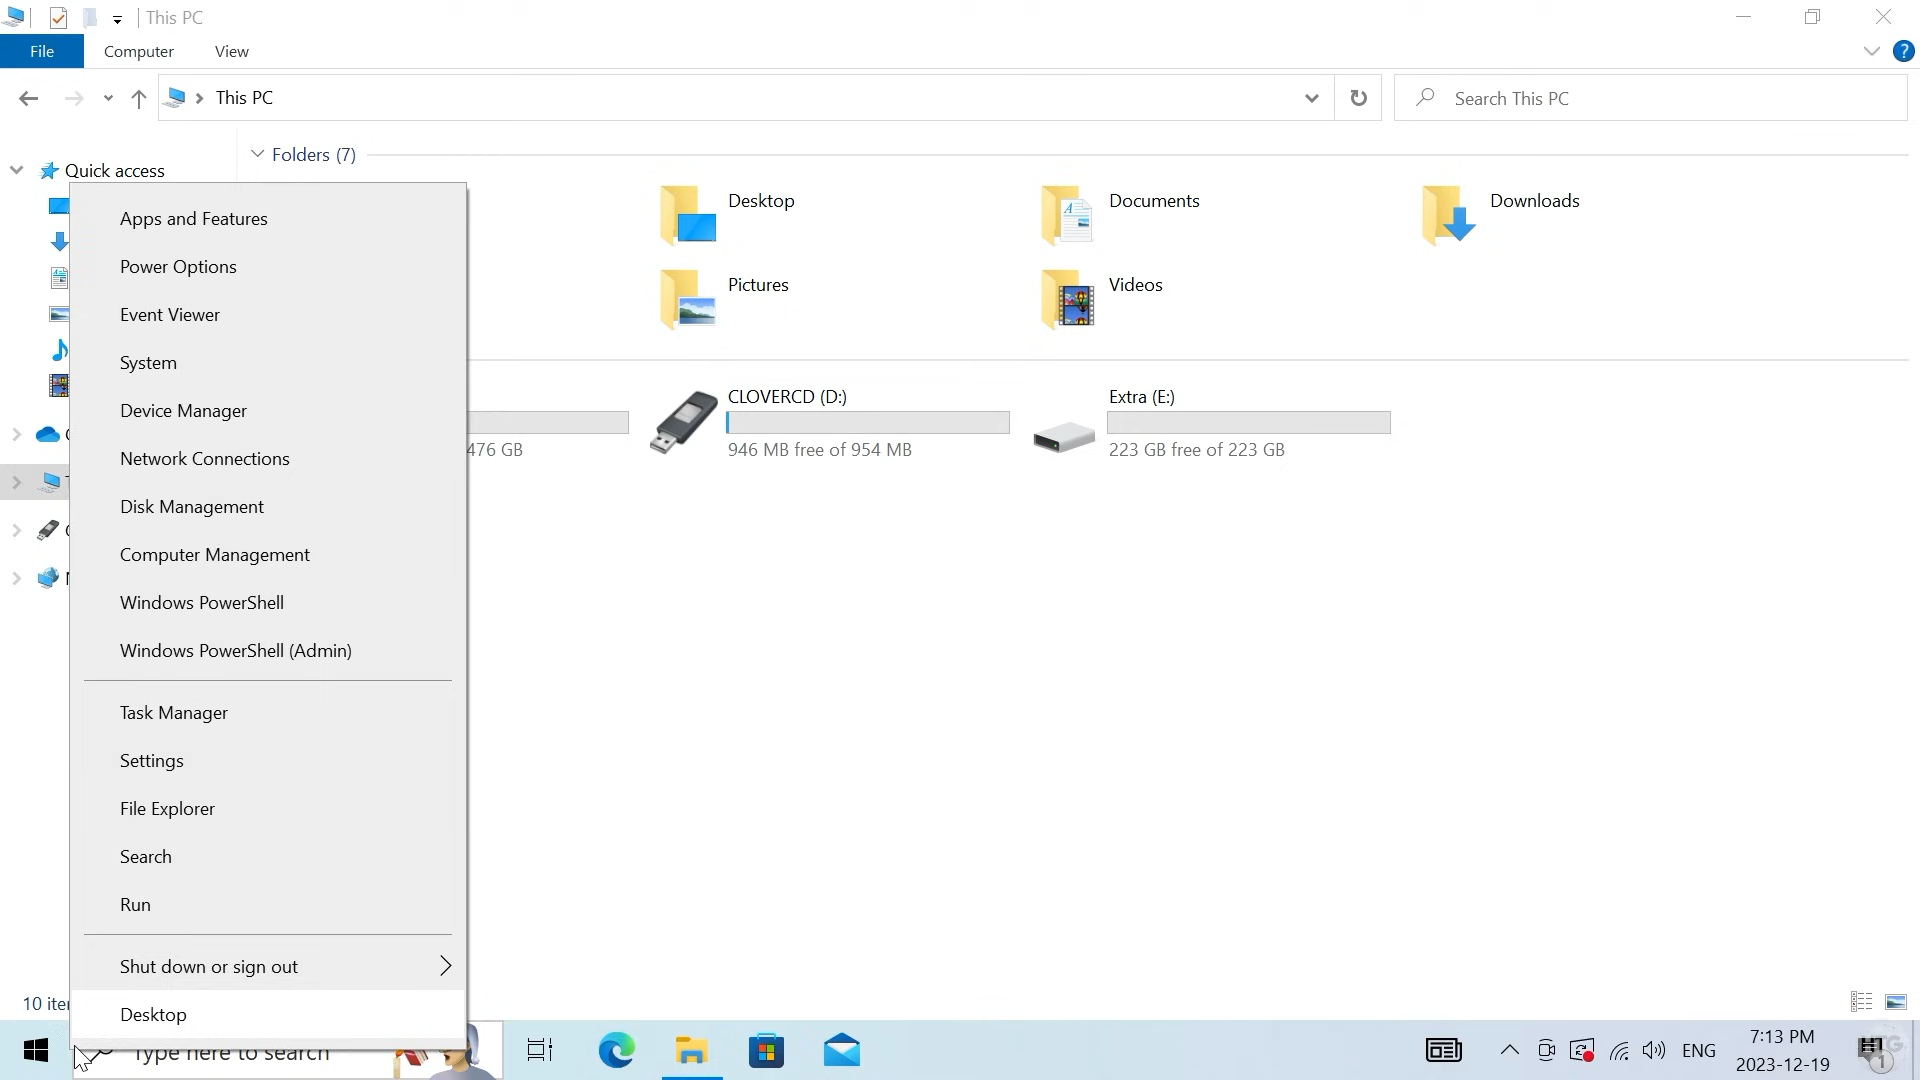 This PC
File Computer View
This PC
Search This PC
Quick access
Folders (7)
Desktop
Documents
Downloads
Pictures
Videos
CLOVERCD (D:)
946 MB free of 954 MB
Extra (E:)
223 GB free of 223 GB
476 GB
Apps and Features
Power Options
Event Viewer
System
Device Manager
Network Connections
Disk Management
Computer Management
Windows PowerShell
Windows PowerShell (Admin)
Task Manager
Settings
File Explorer
Search
Run
Shut down or sign out
Desktop
10
Type here to search
ENG
7:13 PM
2023-12-19
1